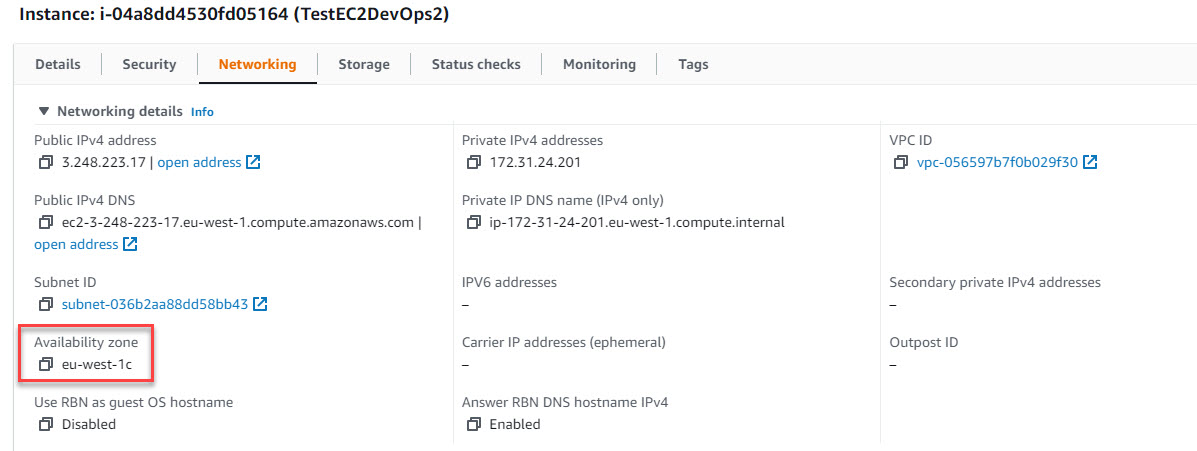 Instance: i-04a8dd4530fd05164 (TestEC2DevOps2)
Details Security Networking Storage Status checks Monitoring Tags
Networking details Info
Public IPv4 address Private IPv4 addresses VPC ID
3.248.223.17 | open address 172.31.24.201 vpc-056597b7f0b029f30
Public IPv4 DNS Private IP DNS name (IPv4 only)
ec2-3-248-223-17.eu-west-1.compute.amazonaws.com | ip-172-31-24-201.eu-west-1.compute.internal
open address
Subnet ID IPV6 addresses Secondary private IPv4 addresses
subnet-036b2aa88dd58bb43 – –
Availability zone Carrier IP addresses (ephemeral) Outpost ID
eu-west-1c – –
Use RBN as guest OS hostname Answer RBN DNS hostname IPv4
Disabled Enabled